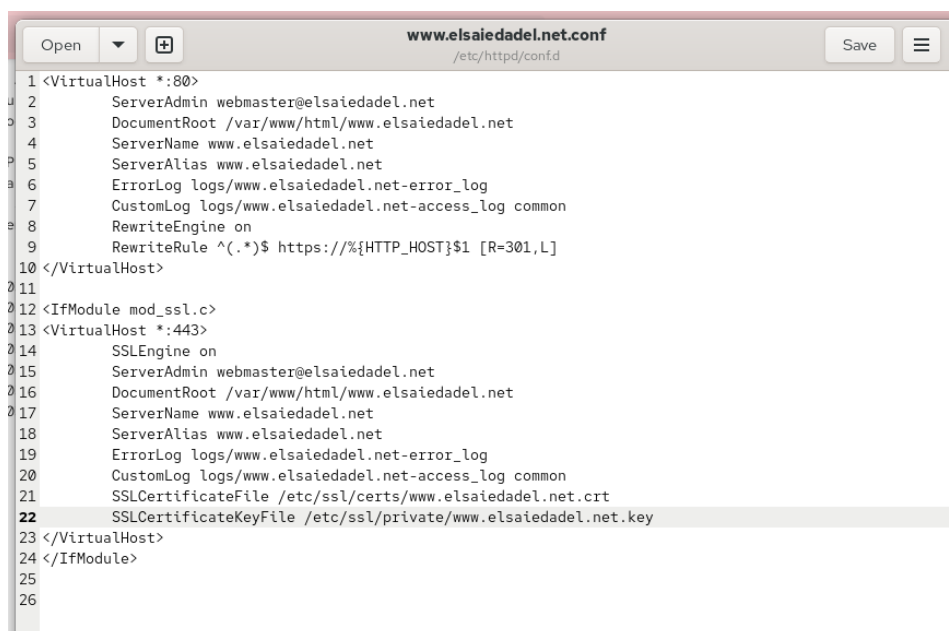 Open
www.elsaiedadel.net.conf
/etc/httpd/conf.d
Save
1 <VirtualHost *:80>
2 ServerAdmin webmaster@elsaiedadel.net
3 DocumentRoot /var/www/html/www.elsaiedadel.net
4 ServerName www.elsaiedadel.net
5 ServerAlias www.elsaiedadel.net
6 ErrorLog logs/www.elsaiedadel.net-error_log
7 CustomLog logs/www.elsaiedadel.net-access_log common
8 RewriteEngine on
9 RewriteRule ^(.*)$ https://%{HTTP_HOST}$1 [R=301,L]
10 </VirtualHost>
11
12 <IfModule mod_ssl.c>
13 <VirtualHost *:443>
14 SSLEngine on
15 ServerAdmin webmaster@elsaiedadel.net
16 DocumentRoot /var/www/html/www.elsaiedadel.net
17 ServerName www.elsaiedadel.net
18 ServerAlias www.elsaiedadel.net
19 ErrorLog logs/www.elsaiedadel.net-error_log
20 CustomLog logs/www.elsaiedadel.net-access_log common
21 SSLCertificateFile /etc/ssl/certs/www.elsaiedadel.net.crt
22 SSLCertificateKeyFile /etc/ssl/private/www.elsaiedadel.net.key
23 </VirtualHost>
24 </IfModule>
25
26